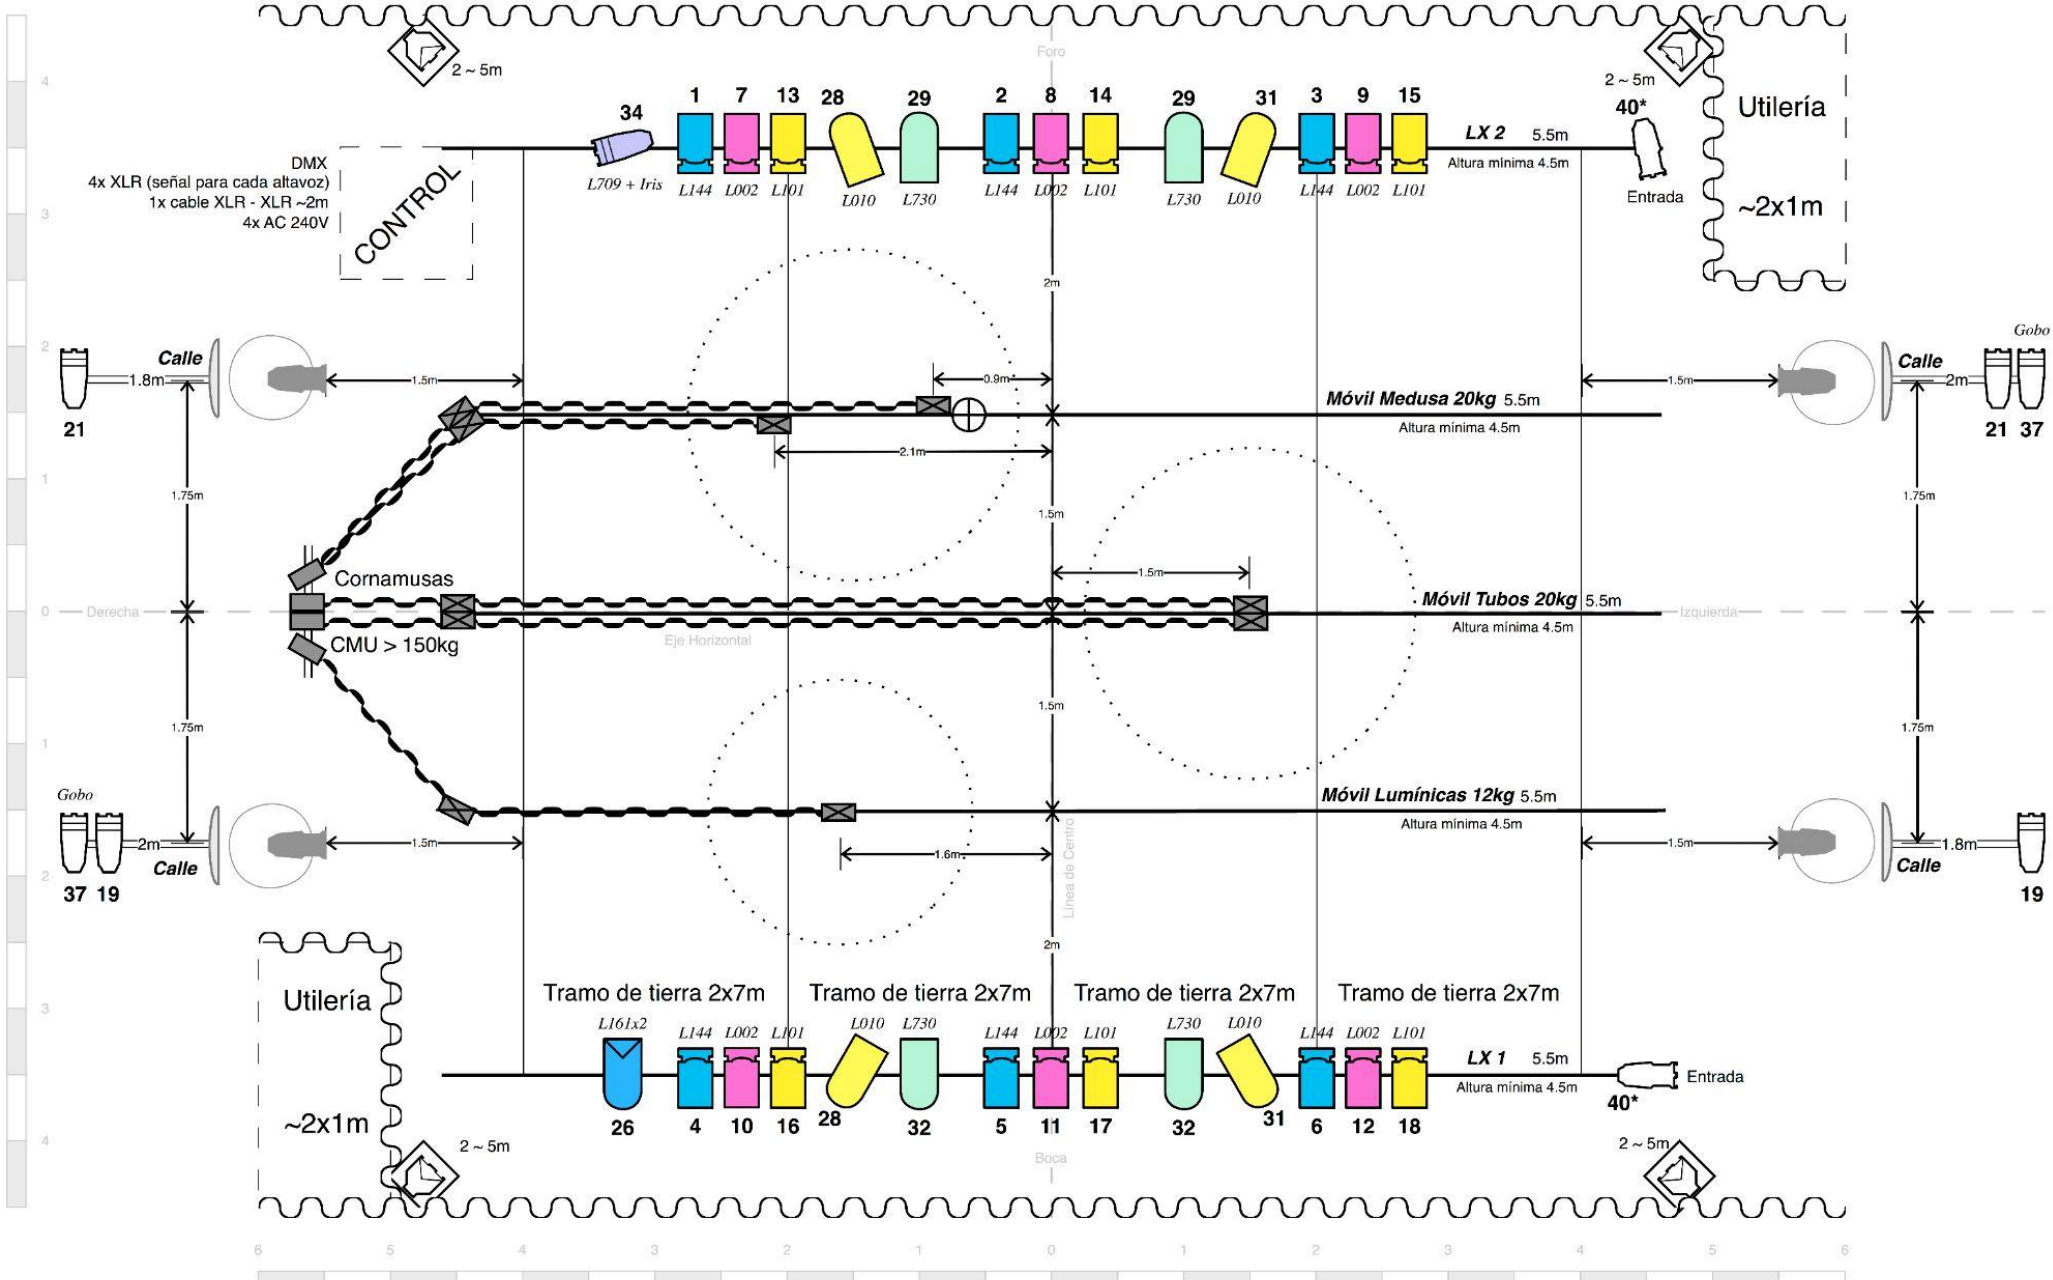 Foro
4
2 ~ 5m
2 ~ 5m
40*
Utilería
~2x1m
34 1 7 13 28 29 2 8 14 29 31 3 9 15
LX 2 5.5m
Altura mínima 4.5m
L709 + Iris L144 L002 L101 L010 L730 L144 L002 L101 L730 L010 L144 L002 L101
Entrada
DMX
4x XLR (señal para cada altavoz)
1x cable XLR - XLR ~2m
4x AC 240V
CONTROL
3
2m
2
Gobo
Calle
1.8m
1.5m
0.9m
Móvil Medusa 20kg 5.5m
Altura mínima 4.5m
1.5m
Calle
2m
21
21 37
2.1m
1
1.75m
1.5m
1.75m
Cornamusas
1.5m
0
Derecha
Móvil Tubos 20kg 5.5m
Altura mínima 4.5m
Izquierda
CMU > 150kg
Eje Horizontal
1.75m
1.5m
1.75m
1
Móvil Lumínicas 12kg 5.5m
Altura mínima 4.5m
Gobo
2m
Calle
1.5m
1.6m
Línea de Centro
1.5m
1.8m
Calle
37 19
19
2
2m
Utilería
~2x1m
3
Tramo de tierra 2x7m Tramo de tierra 2x7m Tramo de tierra 2x7m Tramo de tierra 2x7m
L161x2 L144 L002 L101 L010 L730 L144 L002 L101 L730 L010 L144 L002 L101
LX 1 5.5m
Altura mínima 4.5m
Entrada
40*
26 4 10 16 28 32 5 11 17 32 31 6 12 18
4
2 ~ 5m
2 ~ 5m
Boca
6 5 4 3 2 1 0 1 2 3 4 5 6